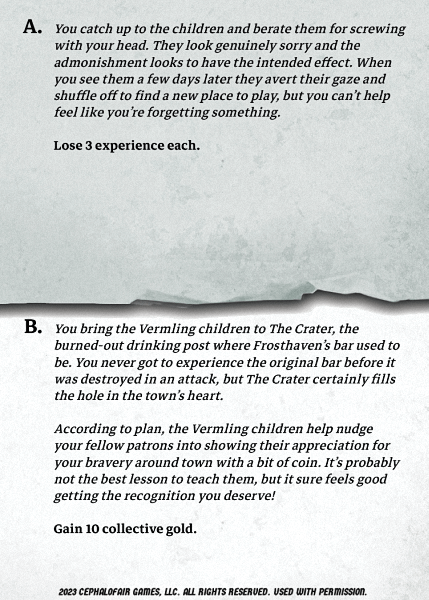 A. You catch up to the children and berate them for screwing
with your head. They look genuinely sorry and the
admonishment looks to have the intended effect. When
you see them a few days later they avert their gaze and
shuffle off to find a new place to play, but you can't help
feel like you're forgetting something.
Lose 3 experience each.
B. You bring the Vermling children to The Crater, the
burned-out drinking post where Frosthaven's bar used to
be. You never got to experience the original bar before it
was destroyed in an attack, but The Crater certainly fills
the hole in the town's heart.
According to plan, the Vermling children help nudge
your fellow patrons into showing their appreciation for
your bravery around town with a bit of coin. It's probably
not the best lesson to teach them, but it sure feels good
getting the recognition you deserve!
Gain 10 collective gold.
2023 CEPHALOFAIR GAMES, LLC. ALL RIGHTS RESERVED. USED WITH PERMISSION.